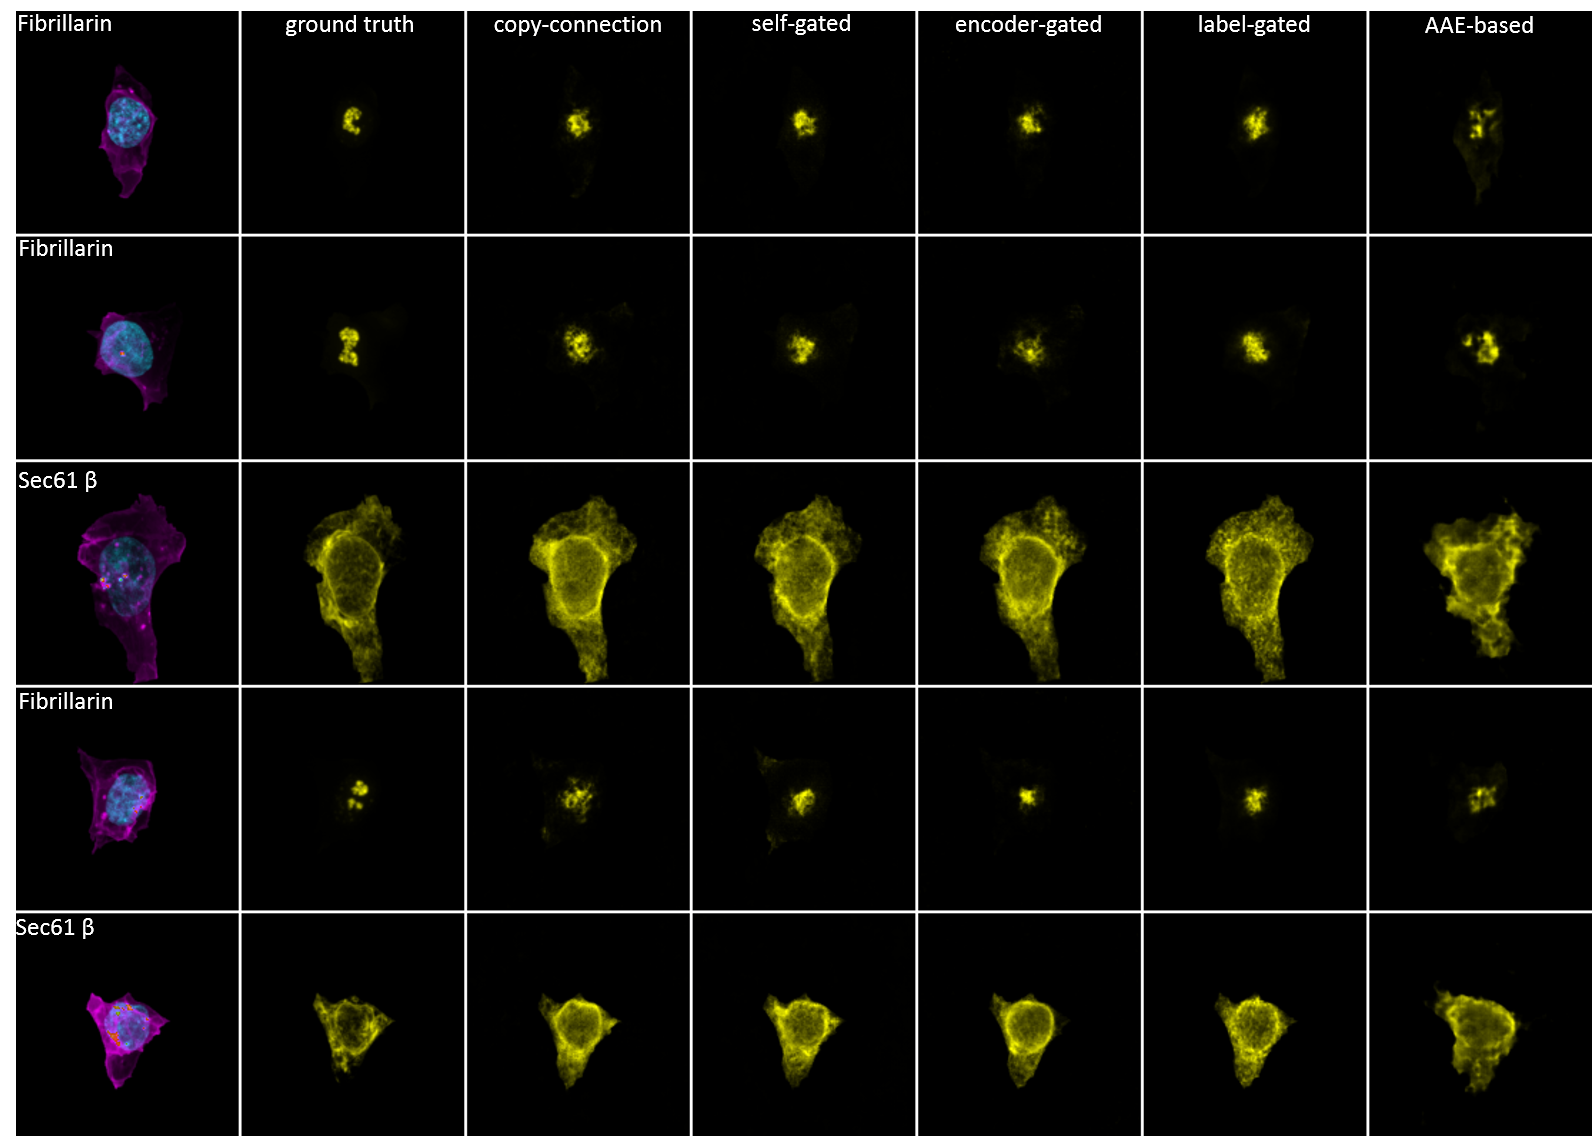 Fibrillarin ground truth copy-connection self-gated encoder-gated label-gated AAE-based
Fibrillarin
Sec61 β
Fibrillarin
Sec61 β